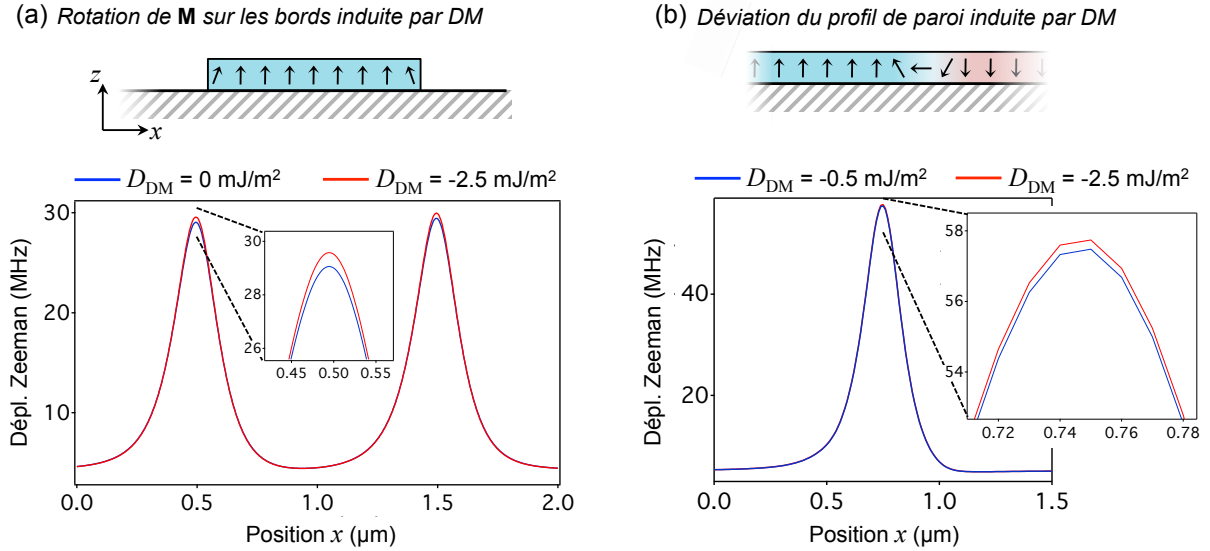 (a) Rotation de M sur les bords induite par DM
z
x
D_DM = 0 mJ/m² D_DM = -2.5 mJ/m²
Dépl. Zeeman (MHz)
30
20
10
30
28
26
0.45 0.50 0.55
0.0 0.5 1.0 1.5 2.0
Position x (µm)
(b) Déviation du profil de paroi induite par DM
D_DM = -0.5 mJ/m² D_DM = -2.5 mJ/m²
Dépl. Zeeman (MHz)
40
20
58
56
54
0.72 0.74 0.76 0.78
0.0 0.5 1.0 1.5
Position x (µm)